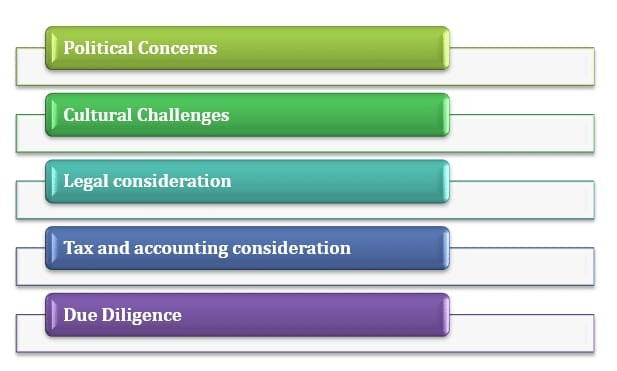 Political Concerns
Cultural Challenges
Legal consideration
Tax and accounting consideration
Due Diligence